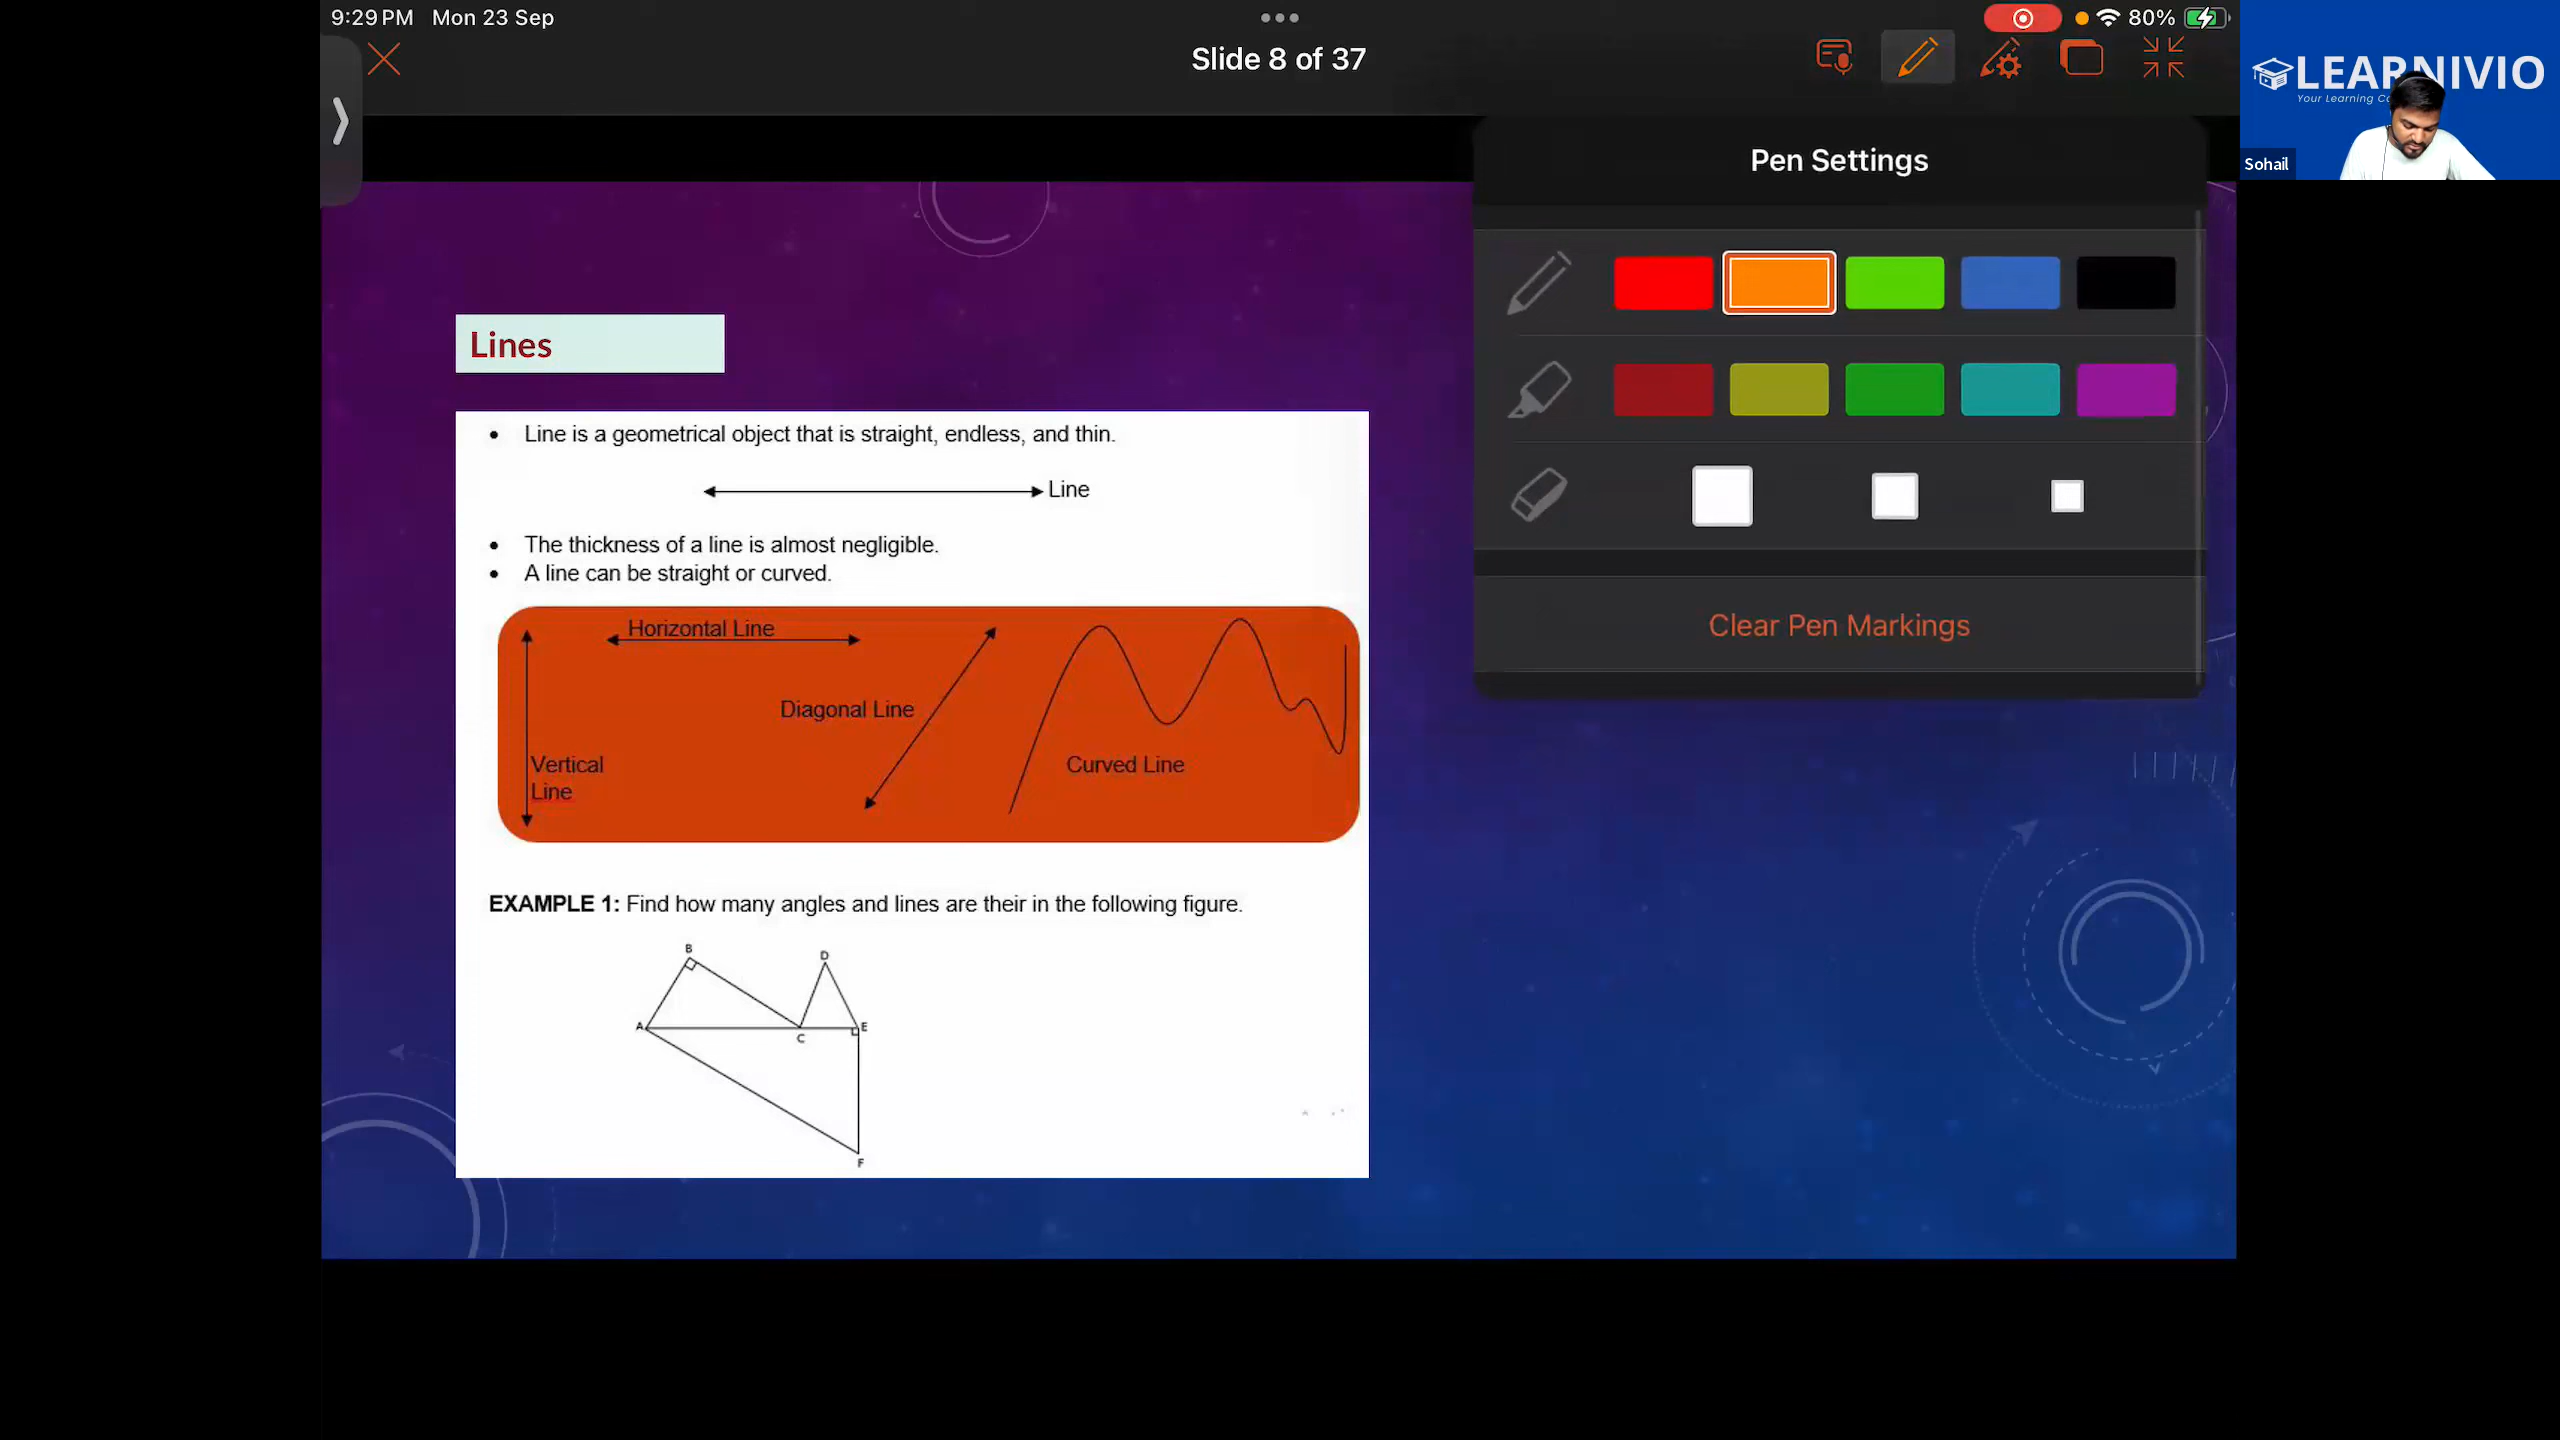 9:29 PM Mon 23 Sep
80%
Slide 8 of 37
LEARNIVIO
Sohail
Pen Settings
Clear Pen Markings
Lines
• Line is a geometrical object that is straight, endless, and thin.
Line
• The thickness of a line is almost negligible.
• A line can be straight or curved.
Horizontal Line
Diagonal Line
Vertical
Line
Curved Line
EXAMPLE 1: Find how many angles and lines are their in the following figure.
B
D
A
C
E
F